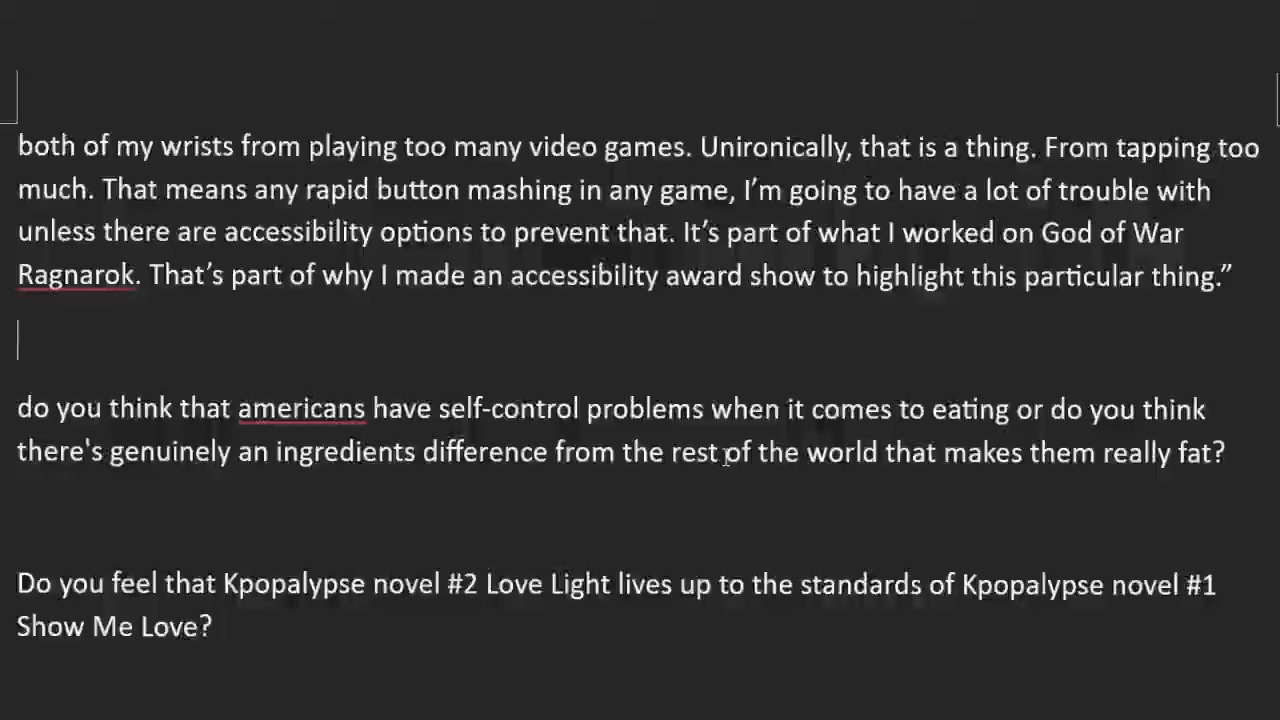 both of my wrists from playing too many video games. Unironically, that is a thing. From tapping too
much. That means any rapid button mashing in any game, I’m going to have a lot of trouble with
unless there are accessibility options to prevent that. It’s part of what I worked on God of War
Ragnarok. That’s part of why I made an accessibility award show to highlight this particular thing.”
do you think that americans have self-control problems when it comes to eating or do you think
there's genuinely an ingredients difference from the rest of the world that makes them really fat?
Do you feel that Kpopalypse novel #2 Love Light lives up to the standards of Kpopalypse novel #1
Show Me Love?